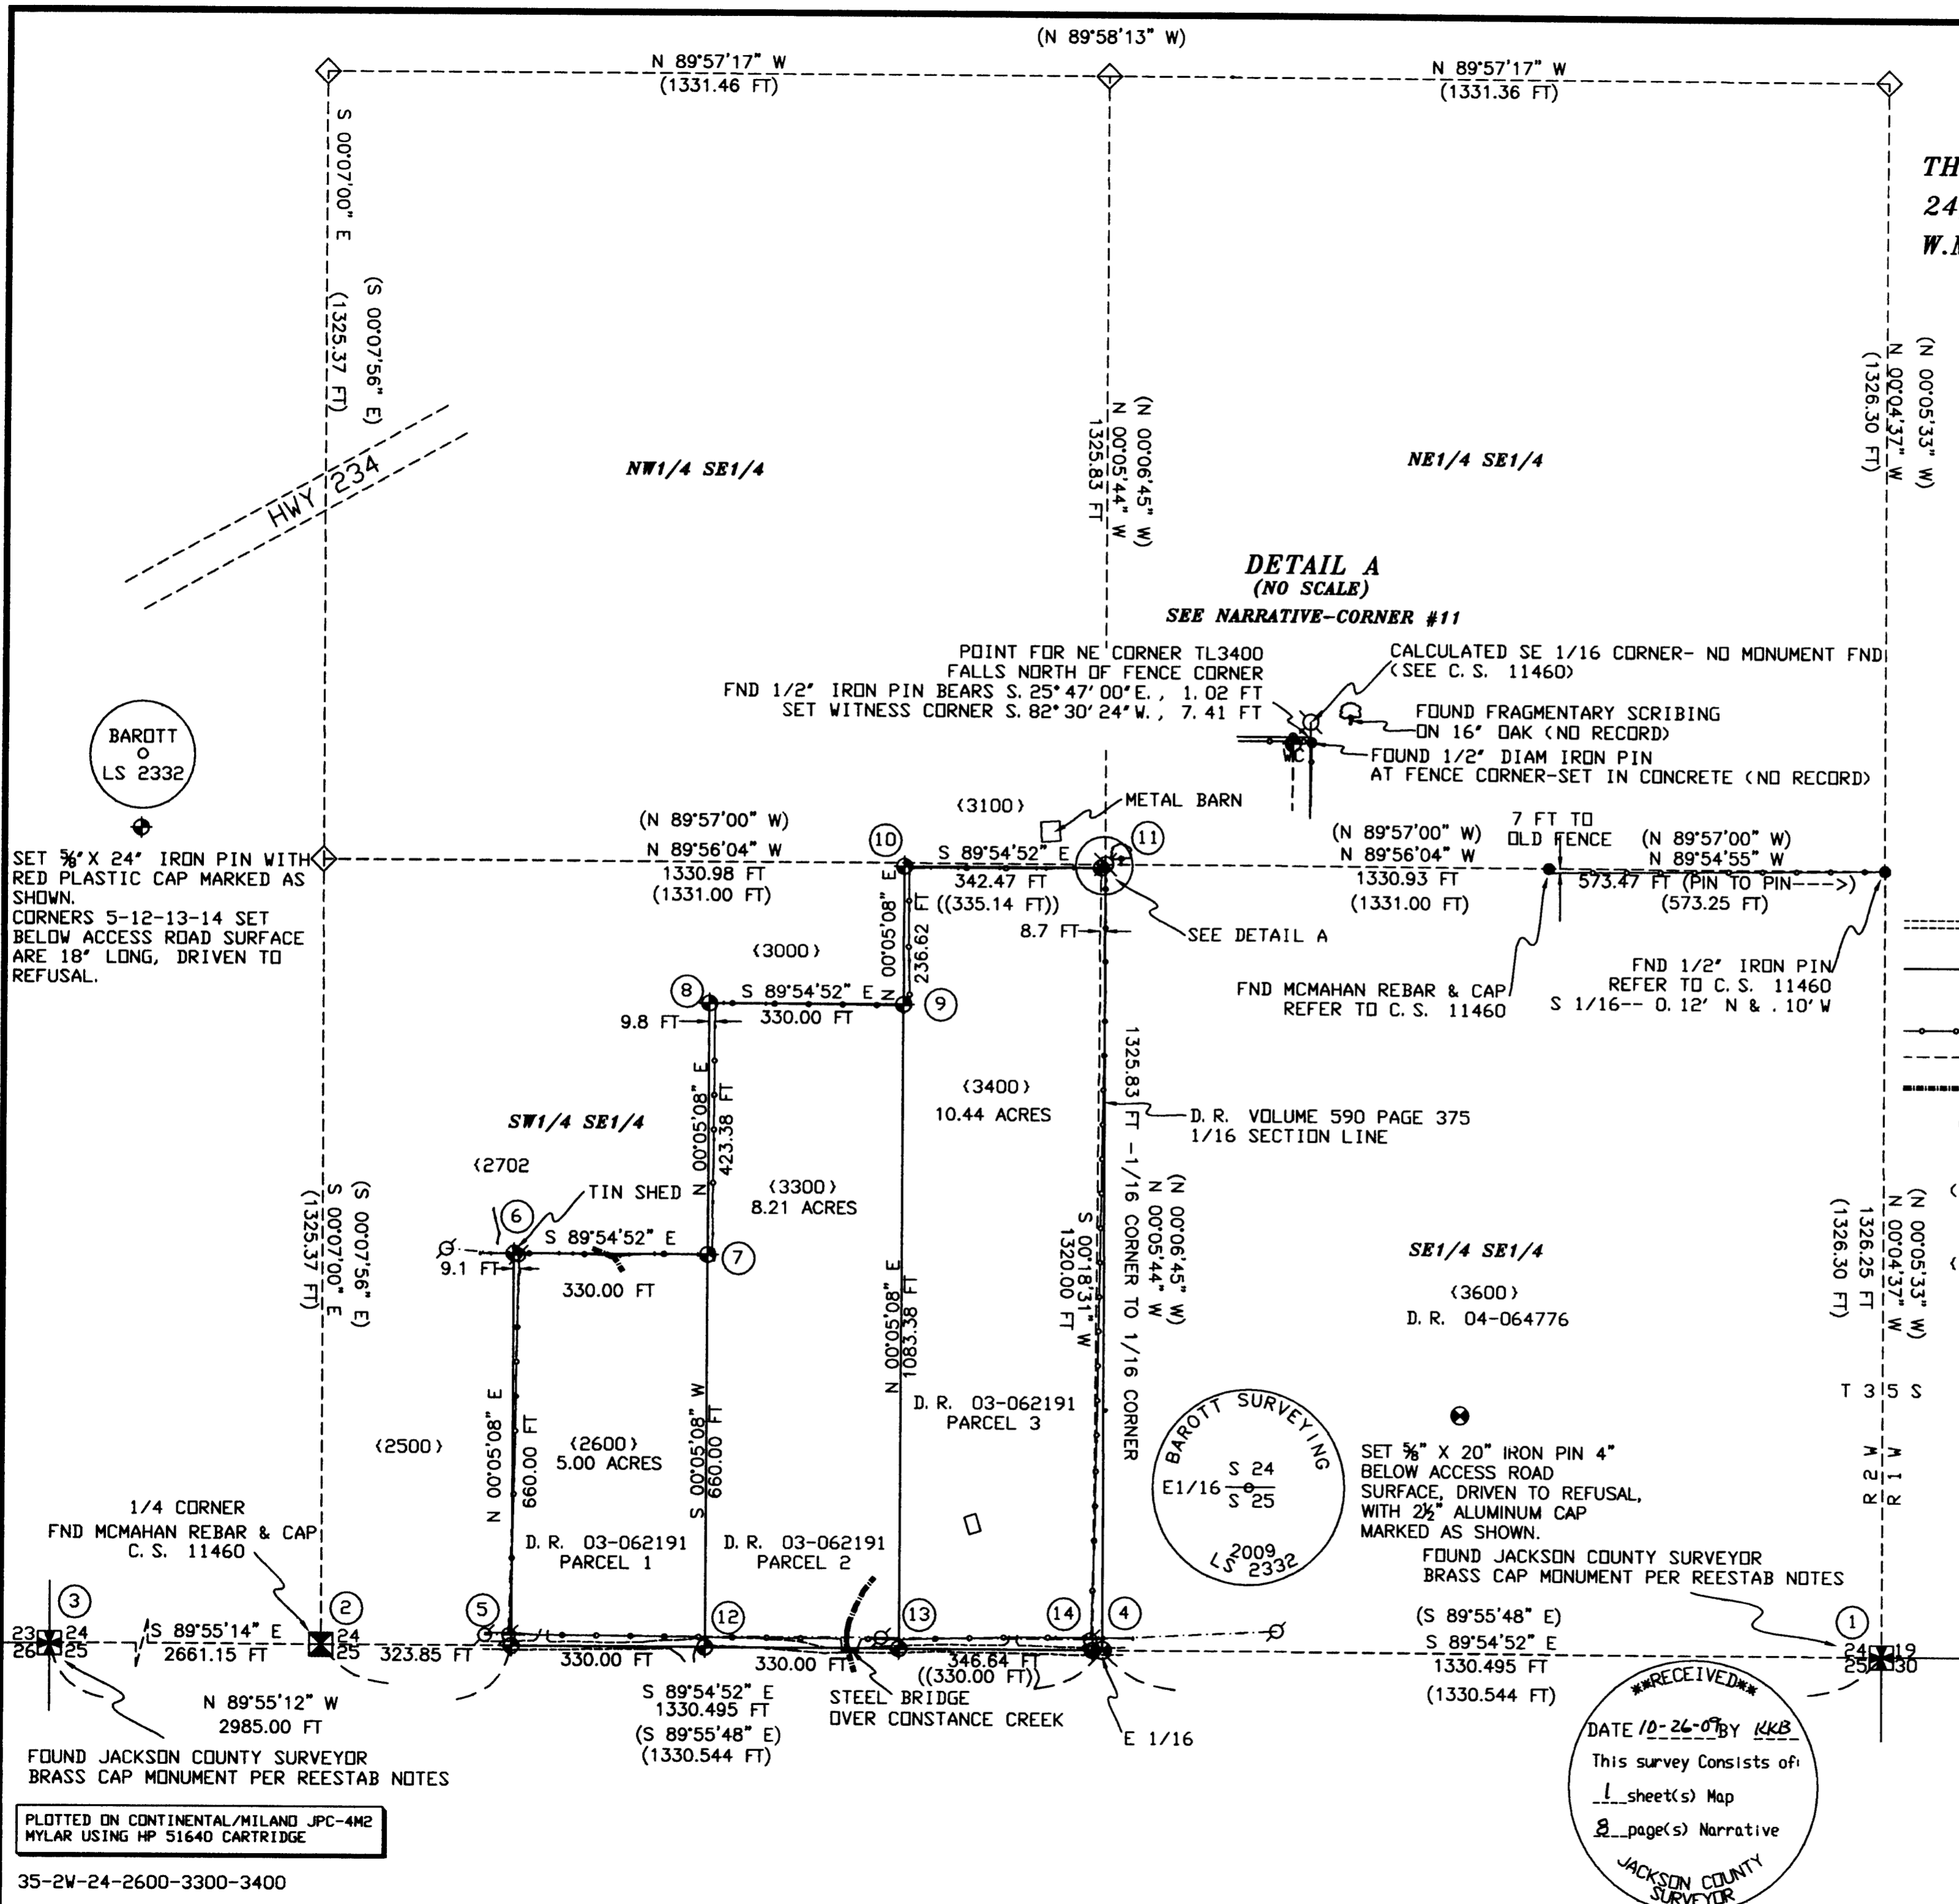 (N 89°58'13" W)
N 89°57'17" W
(1331.46 FT)
N 89°57'17" W
(1331.36 FT)
TH
24
W.M
S 00°07'00" E
(1325.37 FT)
(S 00°07'56" E)
HWY 234
NW1/4 SE1/4
(N 00°06'45" W)
N 00°05'44" W
1325.83 FT
NE1/4 SE1/4
(N 00°05'33" W)
N 00°04'37" W
(1326.30 FT)
DETAIL A
(NO SCALE)
SEE NARRATIVE-CORNER #11
POINT FOR NE CORNER TL3400
FALLS NORTH OF FENCE CORNER
FND 1/2" IRON PIN BEARS S. 25°47'00"E., 1.02 FT
SET WITNESS CORNER S. 82°30'24"W., 7.41 FT
CALCULATED SE 1/16 CORNER- NO MONUMENT FND
(SEE C.S. 11460)
FOUND FRAGMENTARY SCRIBING
ON 16" OAK (NO RECORD)
FOUND 1/2" DIAM IRON PIN
AT FENCE CORNER-SET IN CONCRETE (NO RECORD)
WC
BAROTT
LS 2332
SET 5/8" X 24" IRON PIN WITH
RED PLASTIC CAP MARKED AS
SHOWN.
CORNERS 5-12-13-14 SET
BELOW ACCESS ROAD SURFACE
ARE 18" LONG, DRIVEN TO
REFUSAL.
(N 89°57'00" W)
N 89°56'04" W
1330.98 FT
(1331.00 FT)
10
<3100>
METAL BARN
11
S 89°54'52" E
342.47 FT
((335.14 FT))
8.7 FT
SEE DETAIL A
(N 89°57'00" W)
N 89°56'04" W
1330.93 FT
(1331.00 FT)
7 FT TO
OLD FENCE
(N 89°57'00" W)
N 89°54'55" W
573.47 FT (PIN TO PIN---->)
(573.25 FT)
N 00°05'08" E
236.62 FT
<3000>
8
S 89°54'52" E
330.00 FT
9
9.8 FT
FND MCMAHAN REBAR & CAP
REFER TO C.S. 11460
FND 1/2" IRON PIN
REFER TO C.S. 11460
S 1/16-- 0.12' N & .10'W
N 00°05'08" E
423.38 FT
SW1/4 SE1/4
<2702
TIN SHED
6
S 89°54'52" E
330.00 FT
9.1 FT
7
<3300>
8.21 ACRES
<3400>
10.44 ACRES
D.R. VOLUME 590 PAGE 375
1/16 SECTION LINE
1325.83 FT -1/16 CORNER TO 1/16 CORNER
(N 00°06'45" W)
N 00°05'44" W
S 00°18'31" W
1320.00 FT
(S 00°07'56" E)
S 00°07'00" E
(1325.37 FT)
SE1/4 SE1/4
<3600>
D.R. 04-064776
(N 00°05'33" W)
N 00°04'37" W
1326.25 FT
(1326.30 FT)
T 35 S
R 2 W
R 1 W
N 00°05'08" E
1083.38 FT
N 00°05'08" E
660.00 FT
S 00°05'08" W
660.00 FT
<2500>
<2600>
5.00 ACRES
D.R. 03-062191
PARCEL 3
D.R. 03-062191
PARCEL 1
D.R. 03-062191
PARCEL 2
BAROTT SURVEYING
S 24
E1/16
S 25
2009
LS 2332
SET 5/8" X 20" IRON PIN 4"
BELOW ACCESS ROAD
SURFACE, DRIVEN TO REFUSAL,
WITH 2½" ALUMINUM CAP
MARKED AS SHOWN.
1/4 CORNER
FND MCMAHAN REBAR & CAP
C.S. 11460
FOUND JACKSON COUNTY SURVEYOR
BRASS CAP MONUMENT PER REESTAB NOTES
3
23 24
26 25
S 89°55'14" E
2661.15 FT
2
24
25
323.85 FT
5
330.00 FT
12
330.00 FT
13
346.64 FT
((330.00 FT))
14
4
(S 89°55'48" E)
S 89°54'52" E
1330.495 FT
(1330.544 FT)
1
24 19
25 30
N 89°55'12" W
2985.00 FT
S 89°54'52" E
1330.495 FT
(S 89°55'48" E)
(1330.544 FT)
STEEL BRIDGE
OVER CONSTANCE CREEK
E 1/16
FOUND JACKSON COUNTY SURVEYOR
BRASS CAP MONUMENT PER REESTAB NOTES
**RECEIVED**
DATE 10-26-09 BY KKB
This survey Consists of:
1 sheet(s) Map
8 page(s) Narrative
JACKSON COUNTY
SURVEYOR
PLOTTED ON CONTINENTAL/MILANO JPC-4M2
MYLAR USING HP 51640 CARTRIDGE
35-2W-24-2600-3300-3400